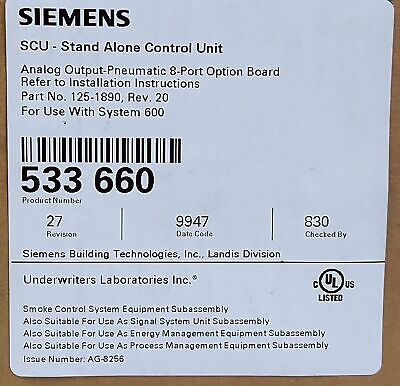 SIEMENS
SCU - Stand Alone Control Unit
Analog Output-Pneumatic 8-Port Option Board
Refer to Installation Instructions
Part No. 125-1890, Rev. 20
For Use With System 600
533 660
Product Number
27 9947 830
Revision Date Code Checked By
Siemens Building Technologies, Inc., Landis Division
Underwriters Laboratories Inc.®
C UL US
LISTED
Smoke Control System Equipment Subassembly
Also Suitable For Use As Signal System Unit Subassembly
Also Suitable For Use As Energy Management Equipment Subassembly
Also Suitable For Use As Process Management Equipment Subassembly
Issue Number: AG-8256